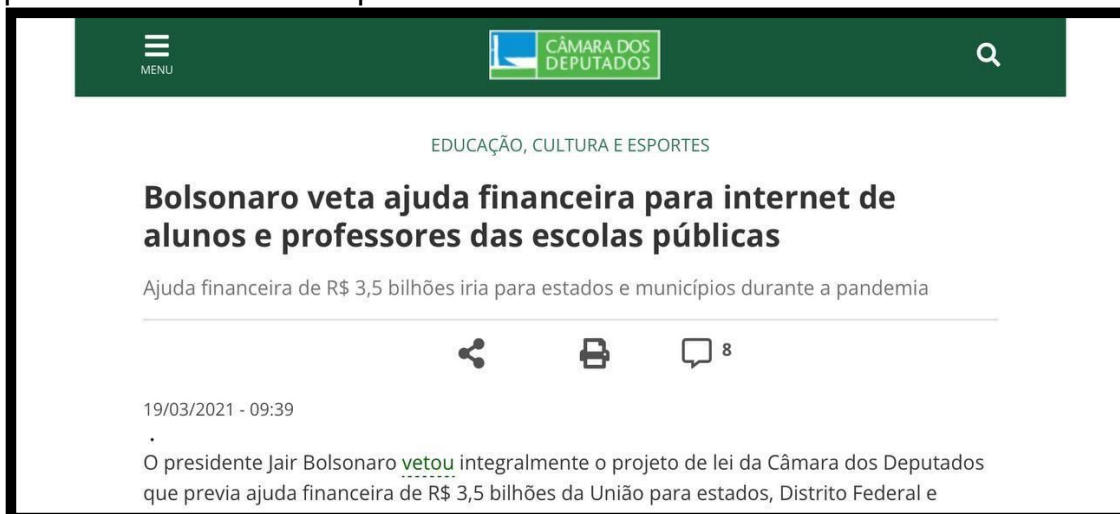 MENU
CÂMARA DOS
DEPUTADOS
EDUCAÇÃO, CULTURA E ESPORTES
Bolsonaro veta ajuda financeira para internet de
alunos e professores das escolas públicas
Ajuda financeira de R$ 3,5 bilhões iria para estados e municípios durante a pandemia
8
19/03/2021 - 09:39
.
O presidente Jair Bolsonaro vetou integralmente o projeto de lei da Câmara dos Deputados
que previa ajuda financeira de R$ 3,5 bilhões da União para estados, Distrito Federal e